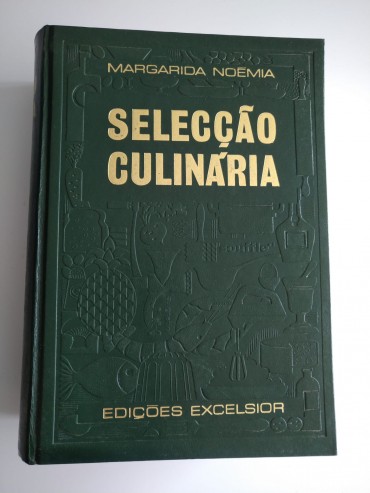 MARGARIDA NOÉMIA
SELECÇÃO
CULINÁRIA
EDIÇÕES EXCELSIOR